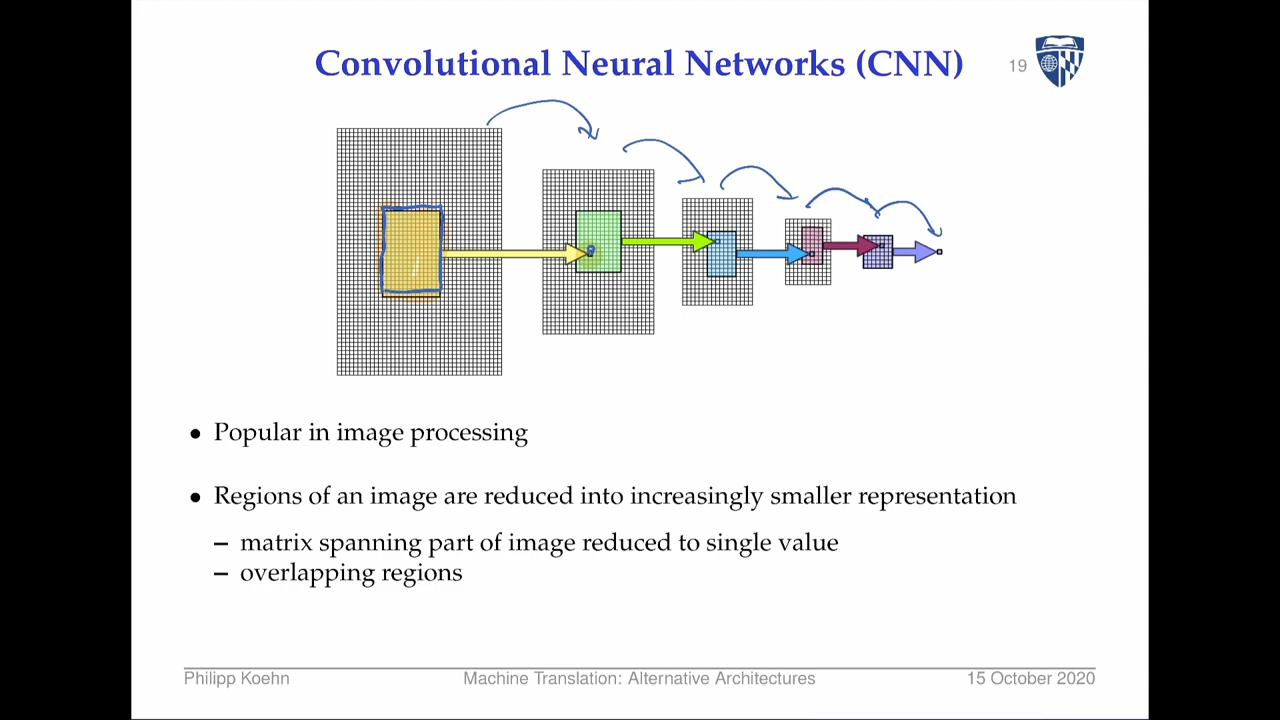 Convolutional Neural Networks (CNN)
19
• Popular in image processing
• Regions of an image are reduced into increasingly smaller representation
– matrix spanning part of image reduced to single value
– overlapping regions
Philipp Koehn
Machine Translation: Alternative Architectures
15 October 2020